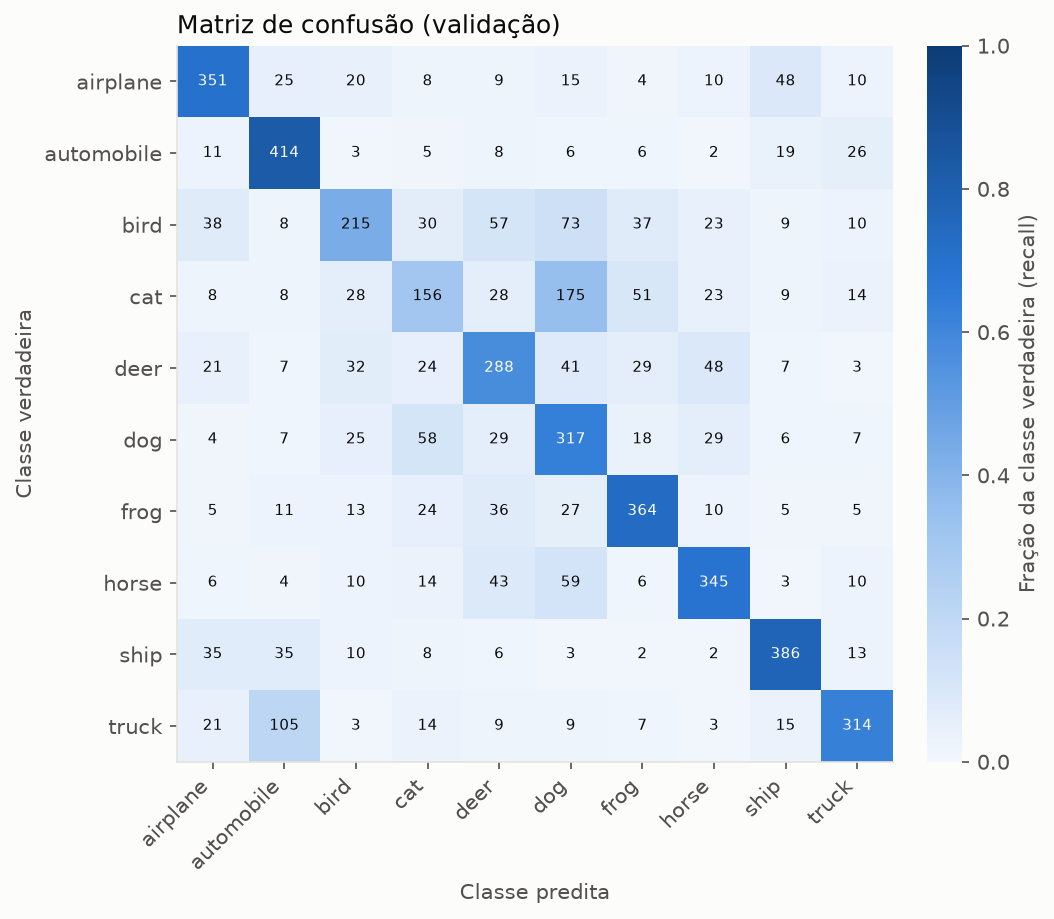 Matriz de confusão (validação)
airplane 351 25 20 8 9 15 4 10 48 10
automobile 11 414 3 5 8 6 6 2 19 26
bird 38 8 215 30 57 73 37 23 9 10
cat 8 8 28 156 28 175 51 23 9 14
deer 21 7 32 24 288 41 29 48 7 3
dog 4 7 25 58 29 317 18 29 6 7
frog 5 11 13 24 36 27 364 10 5 5
horse 6 4 10 14 43 59 6 345 3 10
ship 35 35 10 8 6 3 2 2 386 13
truck 21 105 3 14 9 9 7 3 15 314
airplane automobile bird cat deer dog frog horse ship truck
Classe predita
Classe verdadeira
1.0
0.8
0.6
0.4
0.2
0.0
Fração da classe verdadeira (recall)